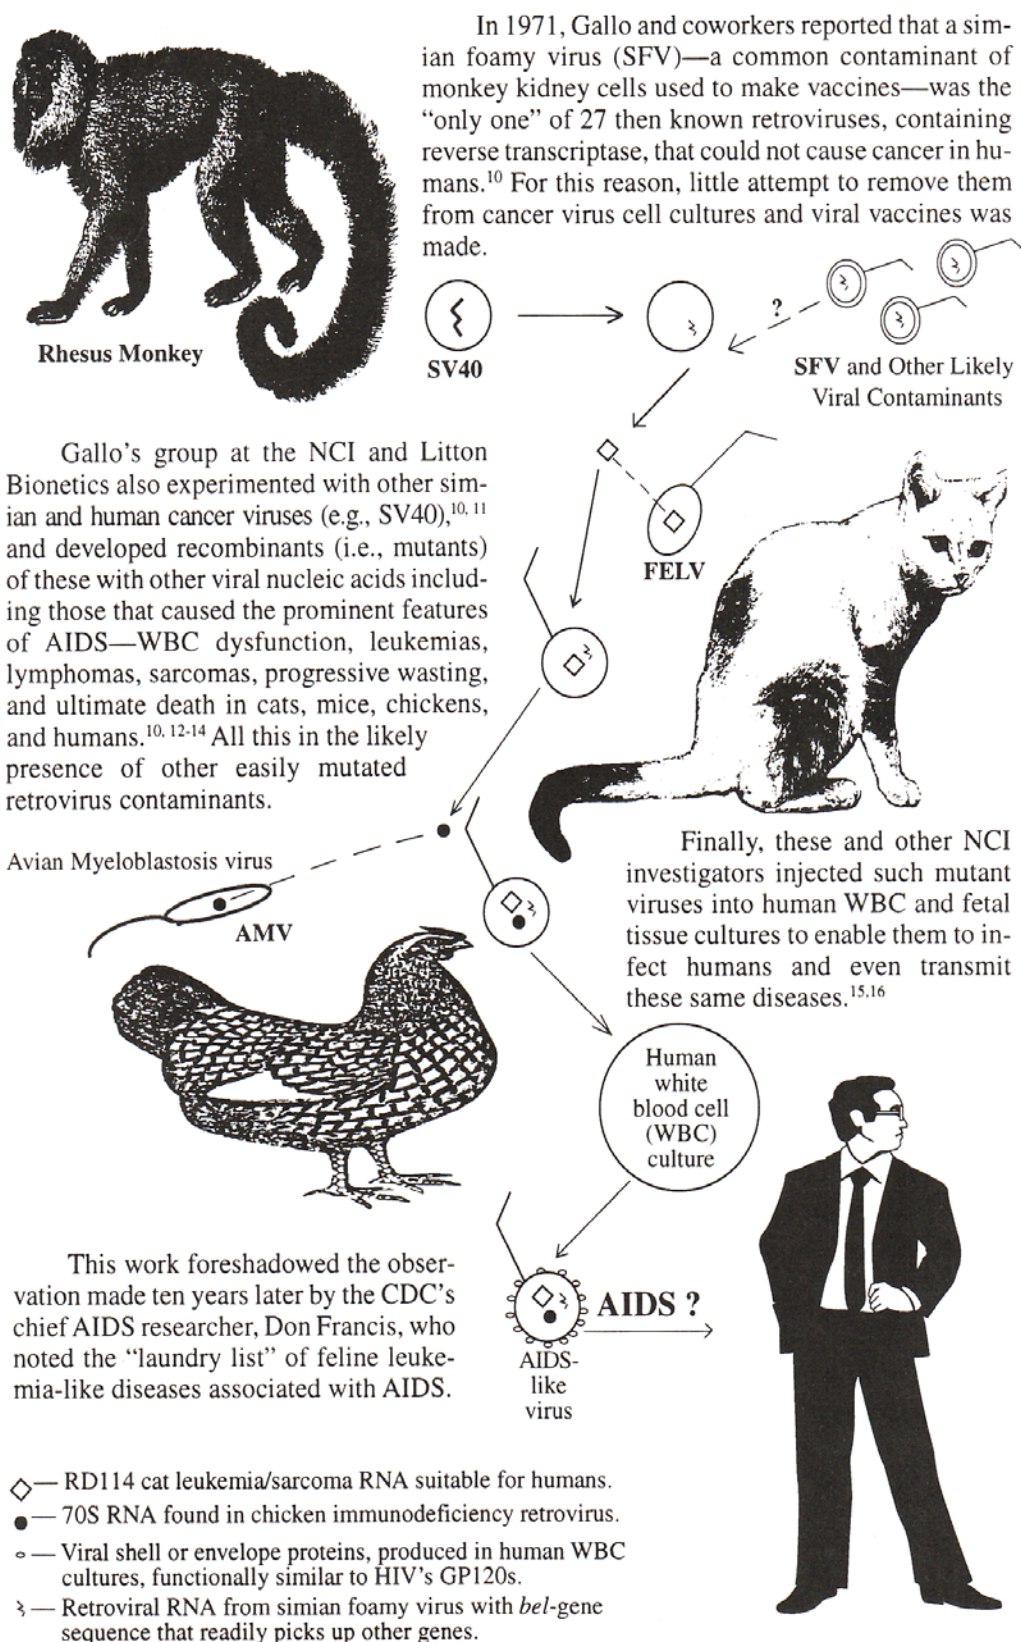 In 1971, Gallo and coworkers reported that a sim-
ian foamy virus (SFV)—a common contaminant of
monkey kidney cells used to make vaccines—was the
“only one” of 27 then known retroviruses, containing
reverse transcriptase, that could not cause cancer in hu-
mans.10 For this reason, little attempt to remove them
from cancer virus cell cultures and viral vaccines was
made.
?
Rhesus Monkey
SV40
SFV and Other Likely
Viral Contaminants
Gallo’s group at the NCI and Litton
Bionetics also experimented with other sim-
ian and human cancer viruses (e.g., SV40),10, 11
and developed recombinants (i.e., mutants)
of these with other viral nucleic acids includ-
ing those that caused the prominent features
of AIDS—WBC dysfunction, leukemias,
lymphomas, sarcomas, progressive wasting,
and ultimate death in cats, mice, chickens,
and humans.10, 12-14 All this in the likely
presence of other easily mutated
retrovirus contaminants.
FELV
Avian Myeloblastosis virus
AMV
Finally, these and other NCI
investigators injected such mutant
viruses into human WBC and fetal
tissue cultures to enable them to in-
fect humans and even transmit
these same diseases.15,16
Human
white
blood cell
(WBC)
culture
This work foreshadowed the obser-
vation made ten years later by the CDC’s
chief AIDS researcher, Don Francis, who
noted the “laundry list” of feline leuke-
mia-like diseases associated with AIDS.
AIDS ?
AIDS-
like
virus
— RD114 cat leukemia/sarcoma RNA suitable for humans.
— 70S RNA found in chicken immunodeficiency retrovirus.
— Viral shell or envelope proteins, produced in human WBC
cultures, functionally similar to HIV’s GP120s.
— Retroviral RNA from simian foamy virus with bel-gene
sequence that readily picks up other genes.